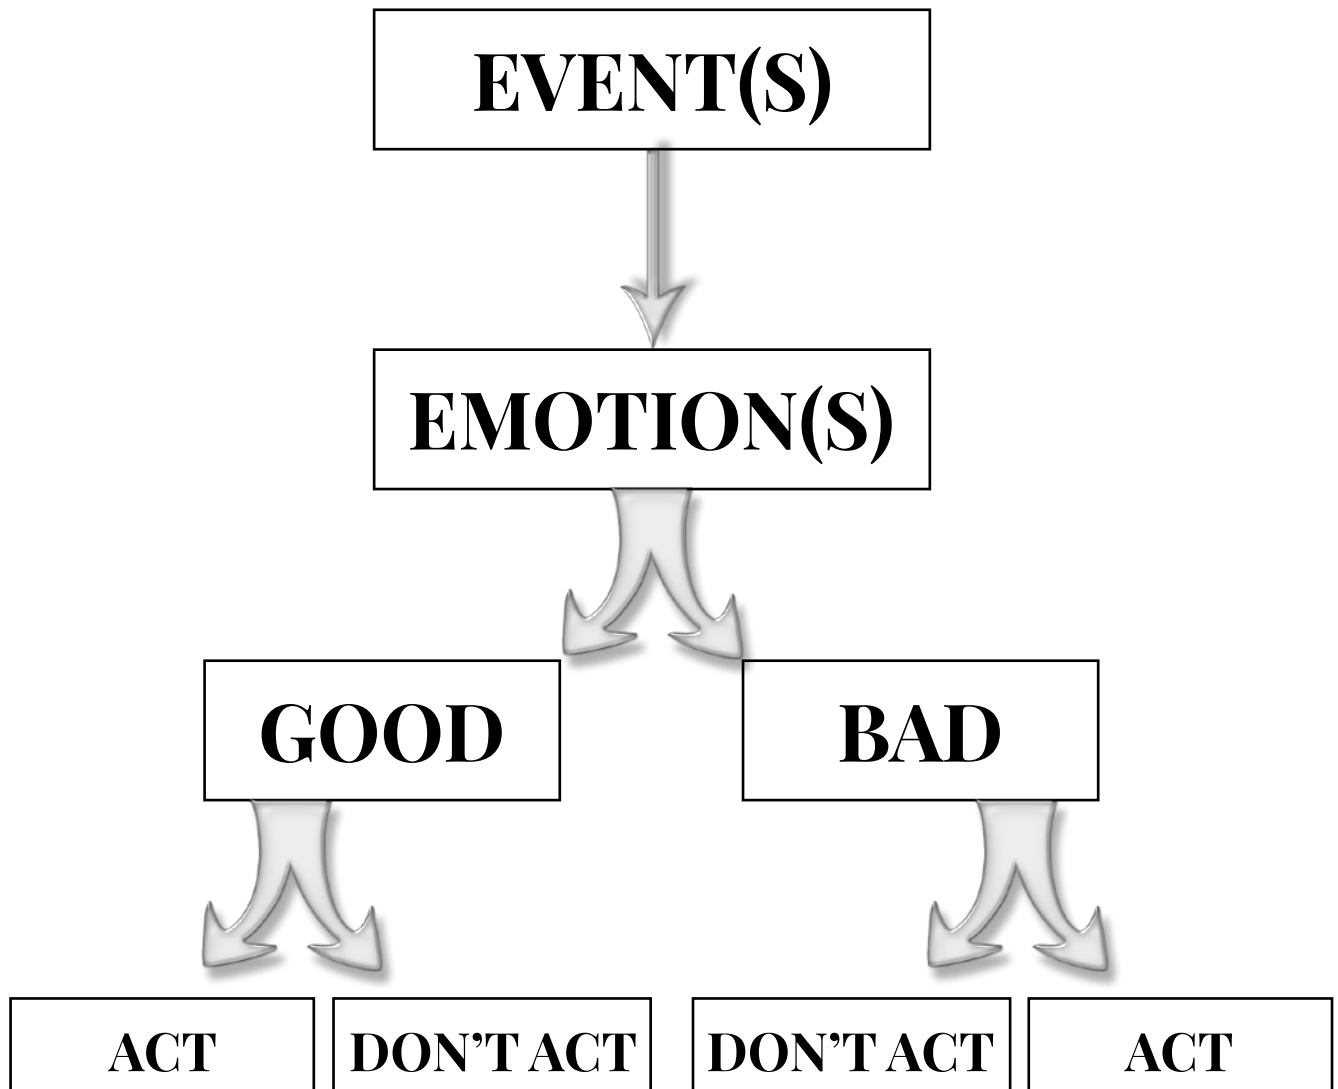 EVENT(S)
EMOTION(S)
GOOD
BAD
ACT
DON’T ACT
DON’T ACT
ACT